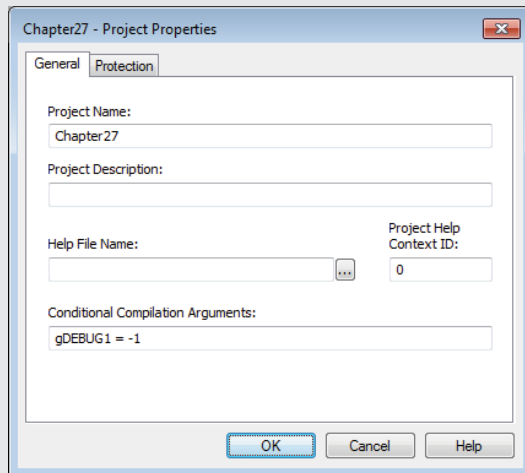 Chapter27 - Project Properties
General Protection
Project Name:
Chapter27
Project Description:
Help File Name:
Project Help
Context ID:
...
0
Conditional Compilation Arguments:
gDEBUG1 = -1
OK Cancel Help